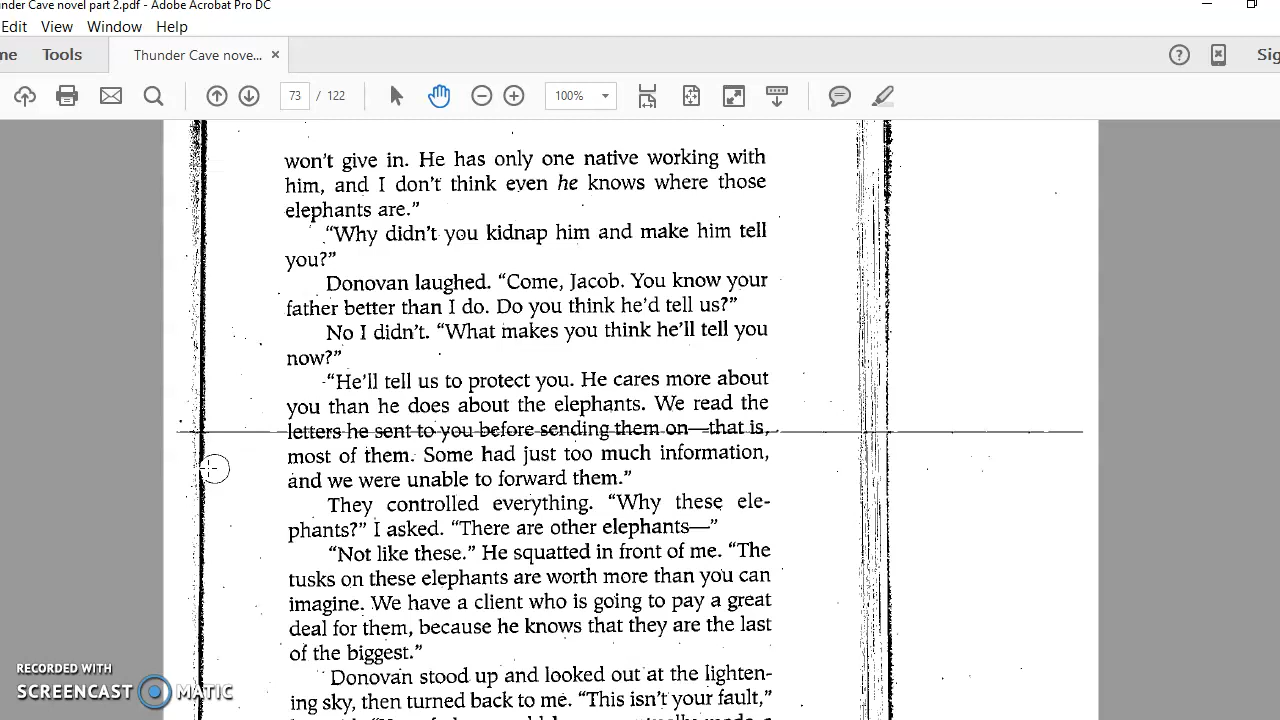 nder Cave novel part 2.pdf - Adobe Acrobat Pro DC
Edit View Window Help
me Tools Thunder Cave nove... × Sig
73 / 122 100%
won't give in. He has only one native working with
him, and I don't think even he knows where those
elephants are."
"Why didn't you kidnap him and make him tell
you?"
Donovan laughed. "Come, Jacob. You know your
father better than I do. Do you think he'd tell us?"
No I didn't. "What makes you think he'll tell you
now?"
"He'll tell us to protect you. He cares more about
you than he does about the elephants. We read the
letters he sent to you before sending them on—that is,
most of them. Some had just too much information,
and we were unable to forward them."
They controlled everything. "Why these ele-
phants?" I asked. "There are other elephants—"
"Not like these." He squatted in front of me. "The
tusks on these elephants are worth more than you can
imagine. We have a client who is going to pay a great
deal for them, because he knows that they are the last
of the biggest."
Donovan stood up and looked out at the lighten-
ing sky, then turned back to me. "This isn't your fault,"
RECORDED WITH
SCREENCAST MATIC